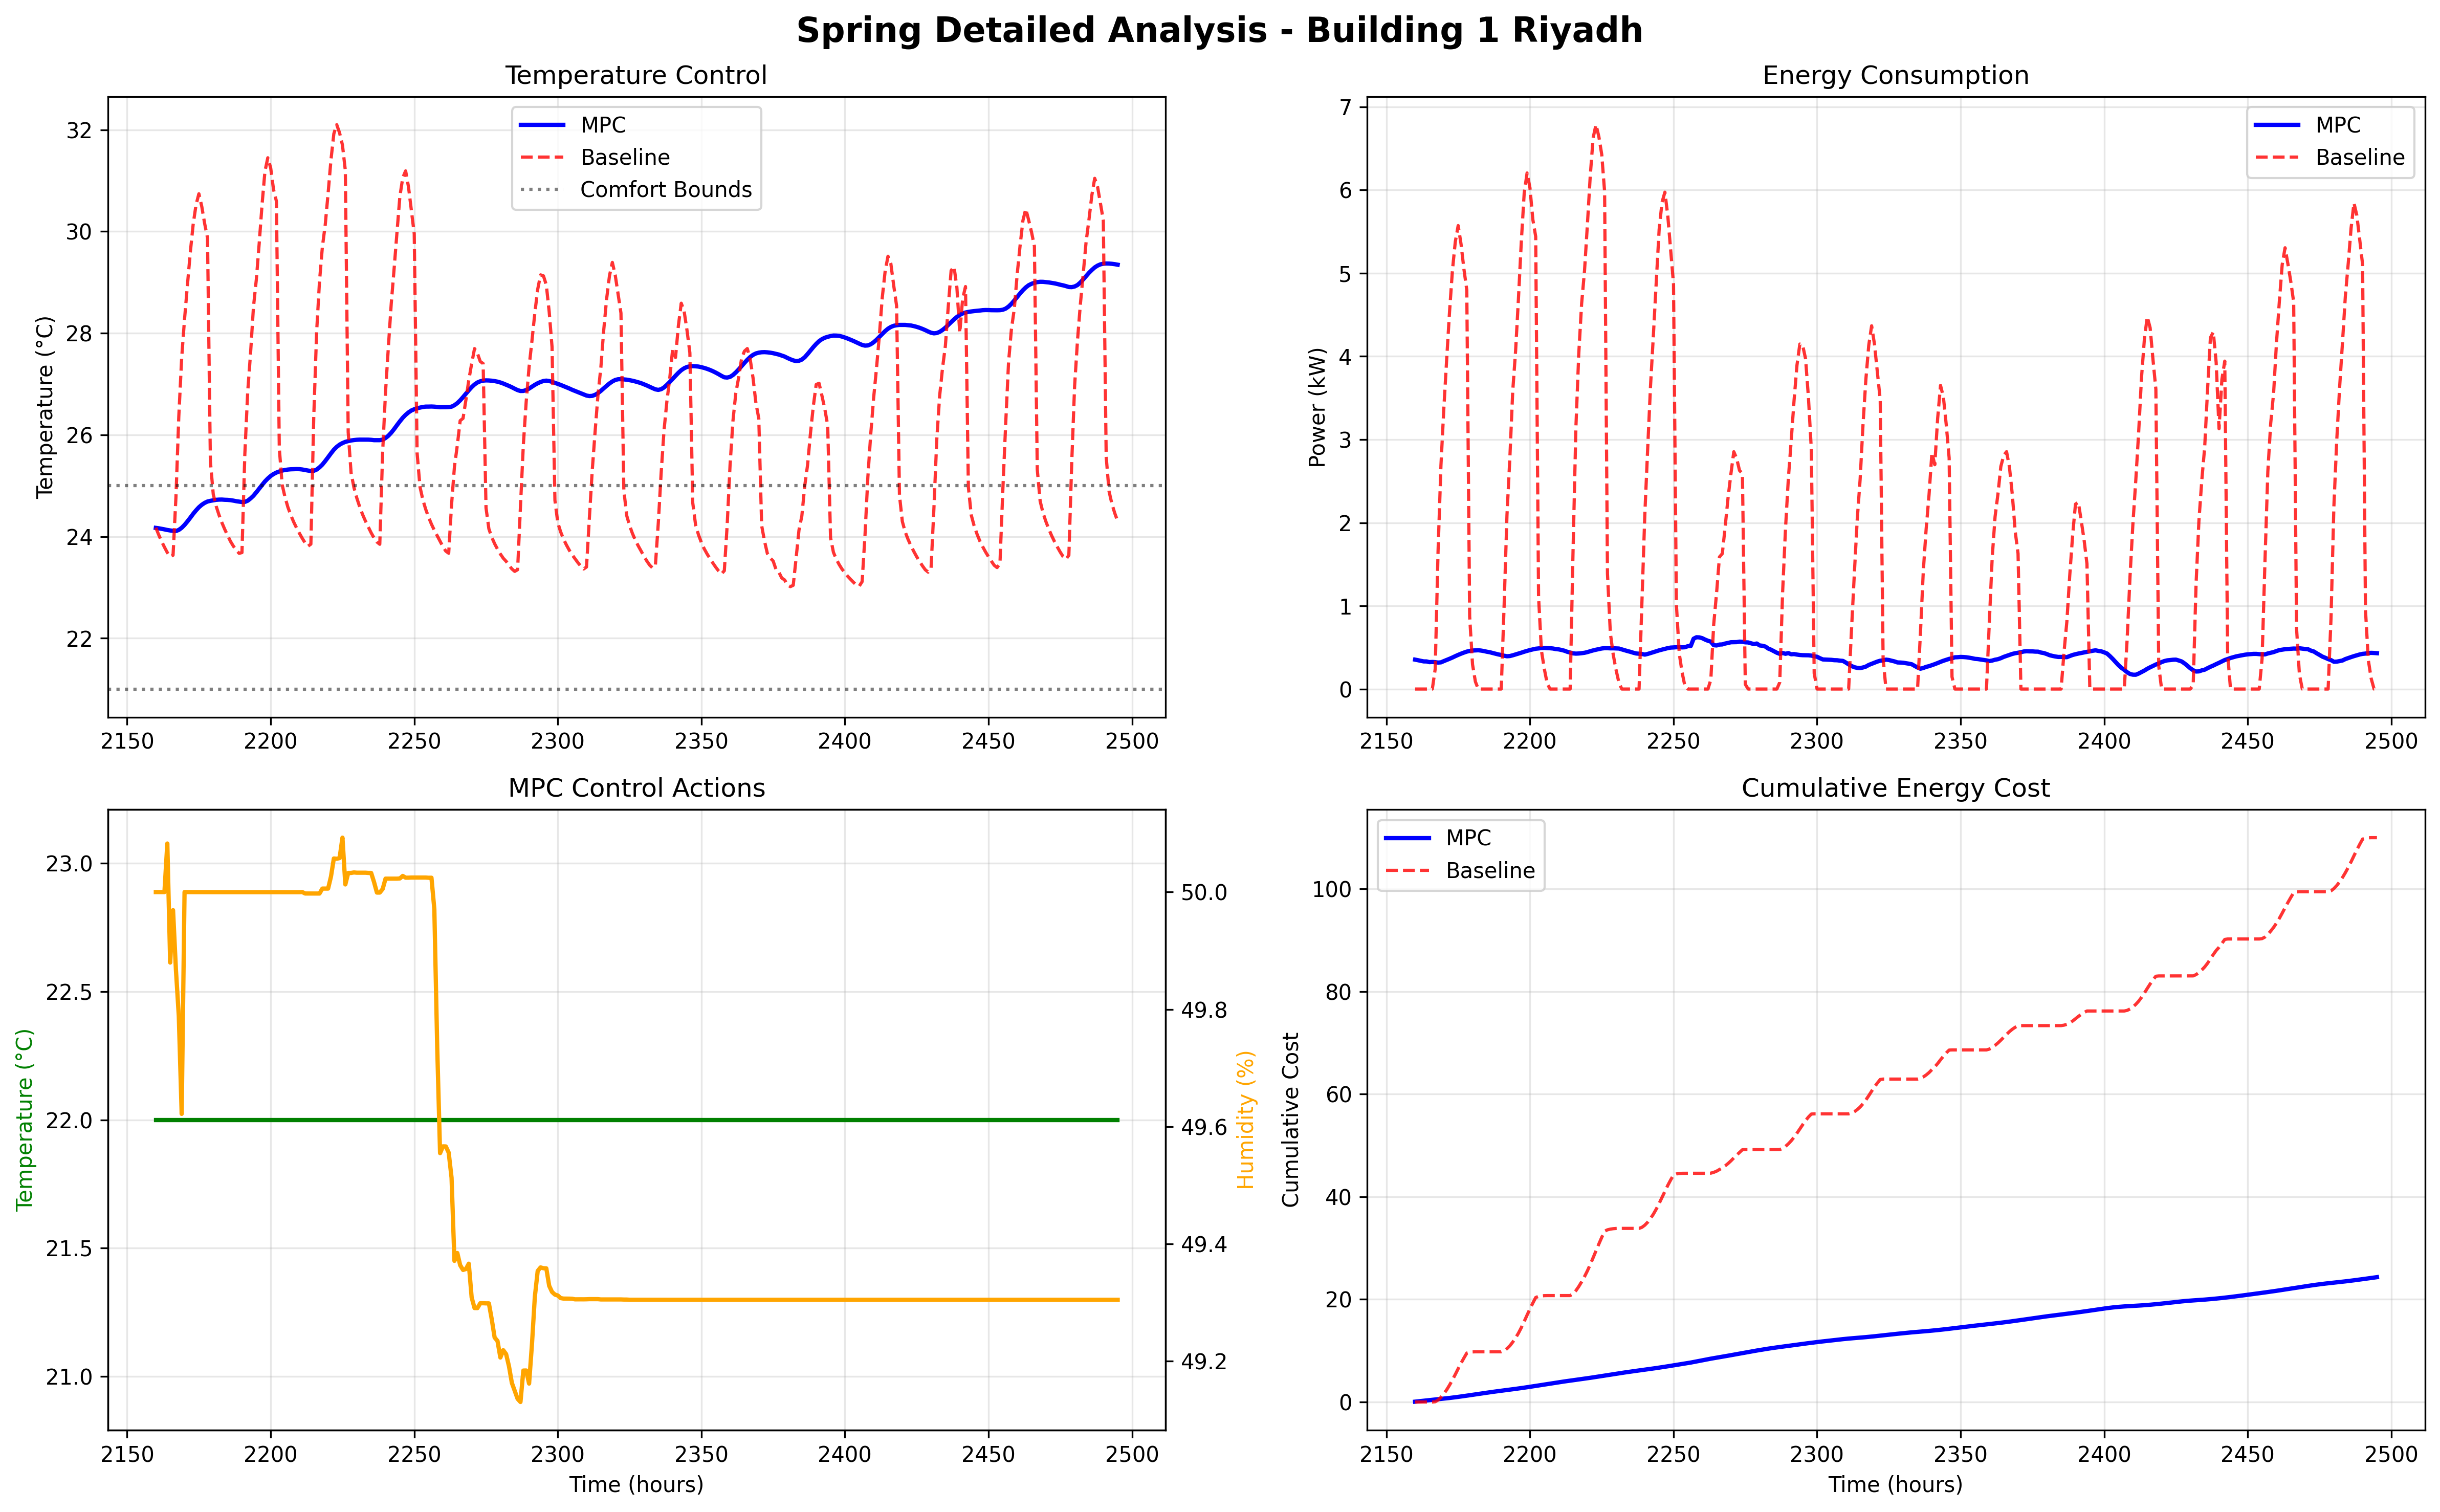 Spring Detailed Analysis - Building 1 Riyadh
Temperature Control
MPC
Baseline
Comfort Bounds
Temperature (°C)
32
30
28
26
24
22
2150 2200 2250 2300 2350 2400 2450 2500
Energy Consumption
MPC
Baseline
Power (kW)
7
6
5
4
3
2
1
0
2150 2200 2250 2300 2350 2400 2450 2500
MPC Control Actions
Temperature (°C)
23.0
22.5
22.0
21.5
21.0
50.0
49.8
49.6
49.4
49.2
Humidity (%)
2150 2200 2250 2300 2350 2400 2450 2500
Time (hours)
Cumulative Energy Cost
MPC
Baseline
Cumulative Cost
100
80
60
40
20
0
2150 2200 2250 2300 2350 2400 2450 2500
Time (hours)